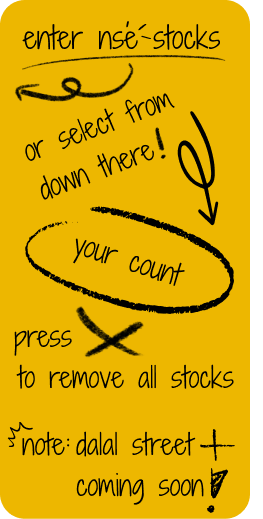 enter nse-stocks
or select from
down there!
your count
press X
to remove all stocks
note: dalal street +
coming soon!